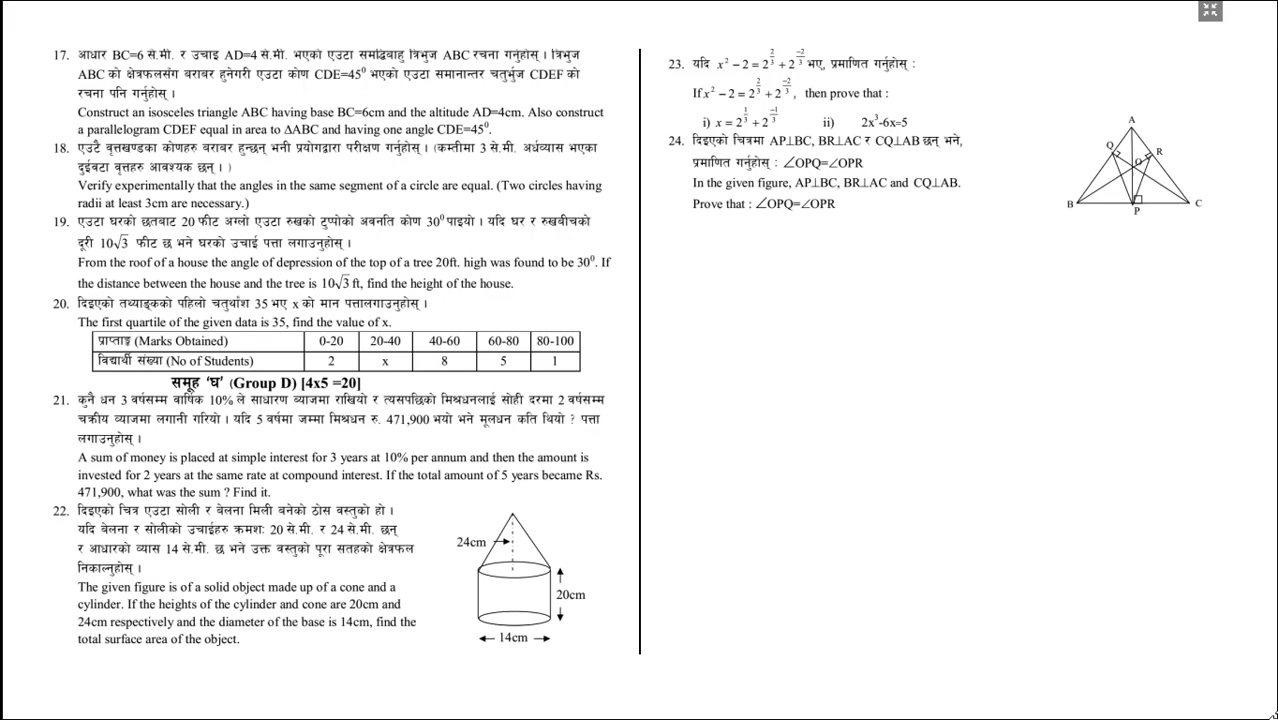 17. आधार BC=6 से.मी. र उचाइ AD=4 से.मी. भएको एउटा समद्विबाहु त्रिभुज ABC रचना गर्नुहोस् । त्रिभुज
ABC को क्षेत्रफलसँग बराबर हुनेगरी एउटा कोण CDE=45⁰ भएको एउटा समानान्तर चतुर्भुज CDEF को
रचना पनि गर्नुहोस् ।
Construct an isosceles triangle ABC having base BC=6cm and the altitude AD=4cm. Also construct
a parallelogram CDEF equal in area to ΔABC and having one angle CDE=45⁰.
18. एउटै वृत्तखण्डका कोणहरु बराबर हुन्छन् भनी प्रयोगद्वारा परीक्षण गर्नुहोस् । (कम्तीमा 3 से.मी. अर्धव्यास भएका
दुईवटा वृत्तहरु आवश्यक छन् । )
Verify experimentally that the angles in the same segment of a circle are equal. (Two circles having
radii at least 3cm are necessary.)
19. एउटा घरको छतबाट 20 फीट अग्लो एउटा रुखको टुप्पोको अवनति कोण 30⁰ पाइयो । यदि घर र रुखबीचको
दूरी 10√3 फीट छ भने घरको उचाई पत्ता लगाउनुहोस् ।
From the roof of a house the angle of depression of the top of a tree 20ft. high was found to be 30⁰. If
the distance between the house and the tree is 10√3 ft, find the height of the house.
20. दिइएको तथ्याङ्कको पहिलो चतुर्थांश 35 भए x को मान पत्तालगाउनुहोस् ।
The first quartile of the given data is 35, find the value of x.
प्राप्ताङ्क (Marks Obtained) 0-20 20-40 40-60 60-80 80-100
विद्यार्थी संख्या (No of Students) 2 x 8 5 1
समूह ‘घ’ (Group D) [4x5 =20]
21. कुनै धन 3 वर्षसम्म वार्षिक 10% ले साधारण व्याजमा राखियो र त्यसपछिको मिश्रधनलाई सोही दरमा 2 वर्षसम्म
चक्रीय व्याजमा लगानी गरियो । यदि 5 वर्षमा जम्मा मिश्रधन रु. 471,900 भयो भने मूलधन कति थियो ? पत्ता
लगाउनुहोस् ।
A sum of money is placed at simple interest for 3 years at 10% per annum and then the amount is
invested for 2 years at the same rate at compound interest. If the total amount of 5 years became Rs.
471,900, what was the sum ? Find it.
22. दिइएको चित्र एउटा सोली र बेलना मिली बनेको ठोस वस्तुको हो ।
यदि बेलना र सोलीको उचाईहरु क्रमशः 20 से.मी. र 24 से.मी. छन्
र आधारको व्यास 14 से.मी. छ भने उक्त वस्तुको पूरा सतहको क्षेत्रफल
निकाल्नुहोस् ।
The given figure is of a solid object made up of a cone and a
cylinder. If the heights of the cylinder and cone are 20cm and
24cm respectively and the diameter of the base is 14cm, find the
total surface area of the object.
24cm
20cm
14cm
23. यदि x² − 2 = 2^(2/3) + 2^(−2/3) भए, प्रमाणित गर्नुहोस् :
If x² − 2 = 2^(2/3) + 2^(−2/3), then prove that :
i) x = 2^(1/3) + 2^(−1/3) ii) 2x³-6x=5
24. दिइएको चित्रमा AP⊥BC, BR⊥AC र CQ⊥AB छन् भने,
प्रमाणित गर्नुहोस् : ∠OPQ=∠OPR
In the given figure, AP⊥BC, BR⊥AC and CQ⊥AB.
Prove that : ∠OPQ=∠OPR
A
Q R
O
B P C